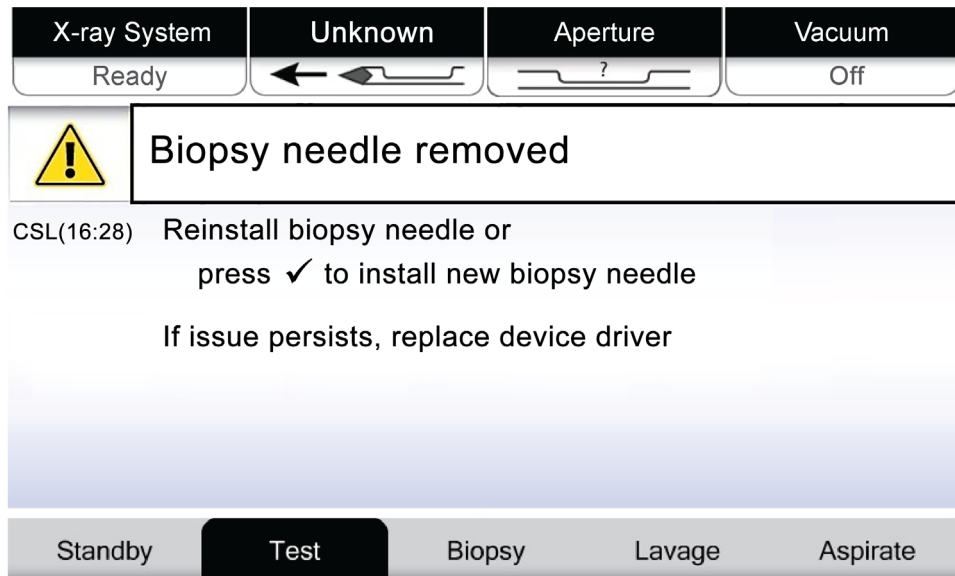 X-ray System
Unknown
Aperture
Vacuum
Ready
?
Off
Biopsy needle removed
CSL(16:28) Reinstall biopsy needle or
press ✓ to install new biopsy needle
If issue persists, replace device driver
Standby
Test
Biopsy
Lavage
Aspirate